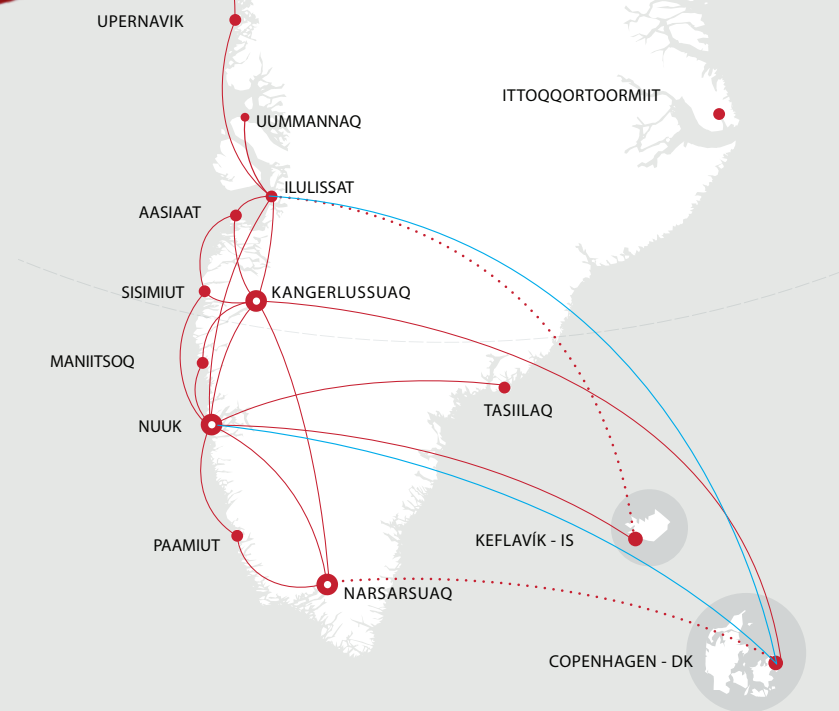 UPERNAVIK
ITTOQQORTOORMIIT
UUMMANNAQ
ILULISSAT
AASIAAT
SISIMIUT
KANGERLUSSUAQ
MANIITSOQ
TASIILAQ
NUUK
KEFLAVÍK - IS
PAAMIUT
NARSARSUAQ
COPENHAGEN - DK